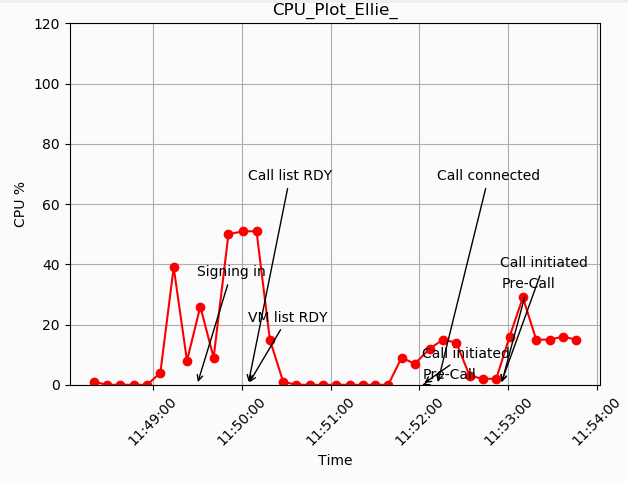 CPU_Plot_Ellie_
120
100
80
60
40
20
0
CPU %
Call list RDY
Call connected
Signing in
Call initiated
Pre-Call
VM list RDY
Call initiated
Pre-Call
11:49:00
11:50:00
11:51:00
11:52:00
11:53:00
11:54:00
Time